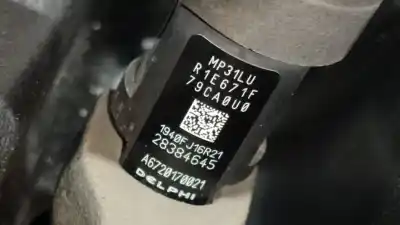 MP31LU
R1E671F
79CA0U0
1940FJ16R21
28384645
A6720170021
DELPHI